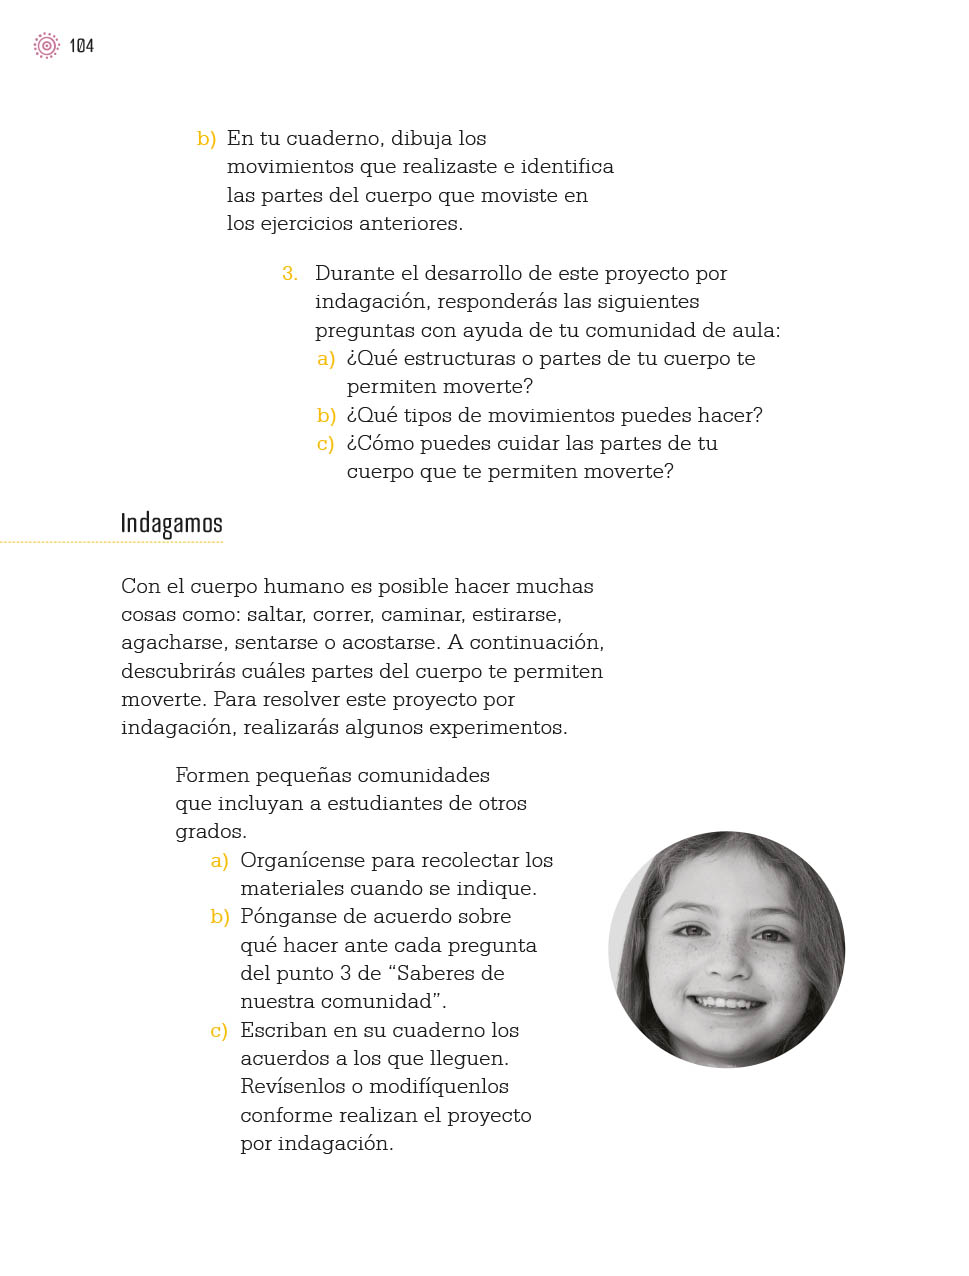 104
b) En tu cuaderno, dibuja los
movimientos que realizaste e identifica
las partes del cuerpo que moviste en
los ejercicios anteriores.
3. Durante el desarrollo de este proyecto por
indagación, responderás las siguientes
preguntas con ayuda de tu comunidad de aula:
a) ¿Qué estructuras o partes de tu cuerpo te
permiten moverte?
b) ¿Qué tipos de movimientos puedes hacer?
c) ¿Cómo puedes cuidar las partes de tu
cuerpo que te permiten moverte?
Indagamos
Con el cuerpo humano es posible hacer muchas
cosas como: saltar, correr, caminar, estirarse,
agacharse, sentarse o acostarse. A continuación,
descubrirás cuáles partes del cuerpo te permiten
moverte. Para resolver este proyecto por
indagación, realizarás algunos experimentos.
Formen pequeñas comunidades
que incluyan a estudiantes de otros
grados.
a) Organícense para recolectar los
materiales cuando se indique.
b) Pónganse de acuerdo sobre
qué hacer ante cada pregunta
del punto 3 de “Saberes de
nuestra comunidad”.
c) Escriban en su cuaderno los
acuerdos a los que lleguen.
Revísenlos o modifíquenlos
conforme realizan el proyecto
por indagación.